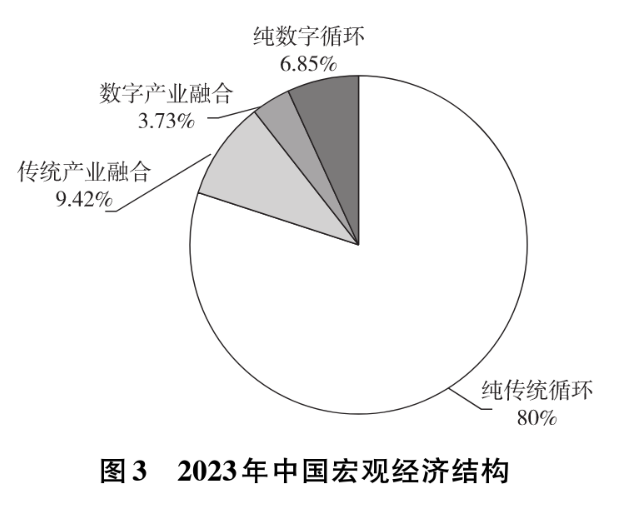 纯数字循环
6.85%
数字产业融合
3.73%
传统产业融合
9.42%
纯传统循环
80%
图3 2023年中国宏观经济结构